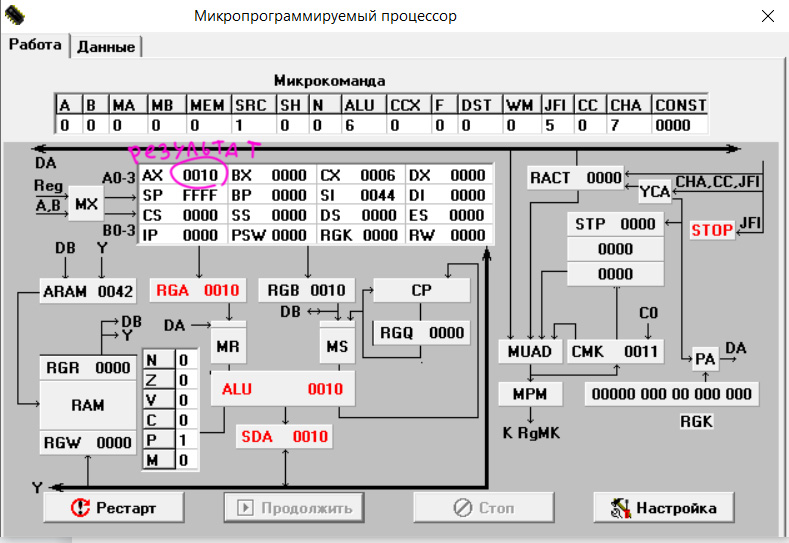 Микропрограммируемый процессор
Работа Данные
Микрокоманда
A B MA MB MEM SRC SH N ALU CCX F DST WM JFI CC CHA CONST
0 0 0 0 0 1 0 0 6 0 0 0 0 5 0 7 0000
результат
DA
Reg
A,B
MX
A0-3
B0-3
AX 0010 BX 0000 CX 0006 DX 0000
SP FFFF BP 0000 SI 0044 DI 0000
CS 0000 SS 0000 DS 0000 ES 0000
IP 0000 PSW 0000 RGK 0000 RW 0000
RACT 0000
YCA
CHA,CC,JFI
STP 0000
0000
0000
STOP
JFI
DB Y
ARAM 0042
RGA 0010
RGB 0010
CP
DB
RGQ 0000
DA
MR
MS
C0
MUAD
CMK 0011
PA
DA
DB
Y
RGR 0000
RAM
RGW 0000
N 0
Z 0
V 0
C 0
P 1
M 0
ALU 0010
SDA 0010
MPM
K RgMK
00000 000 00 000 000
RGK
Y
Рестарт
Продолжить
Стоп
Настройка